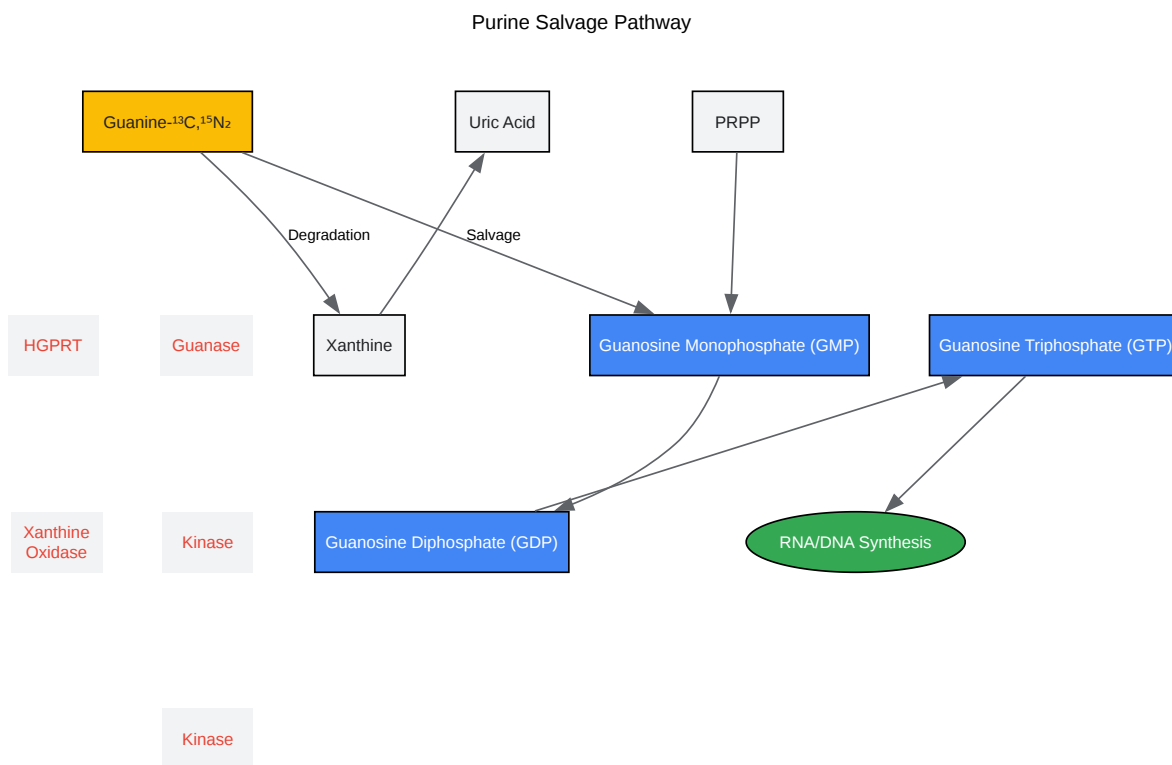 Purine Salvage Pathway
Guanine-¹³C,¹⁵N₂
Uric Acid
PRPP
Degradation
Salvage
HGPRT
Guanase
Xanthine
Guanosine Monophosphate (GMP)
Guanosine Triphosphate (GTP)
Xanthine
Oxidase
Kinase
Guanosine Diphosphate (GDP)
RNA/DNA Synthesis
Kinase